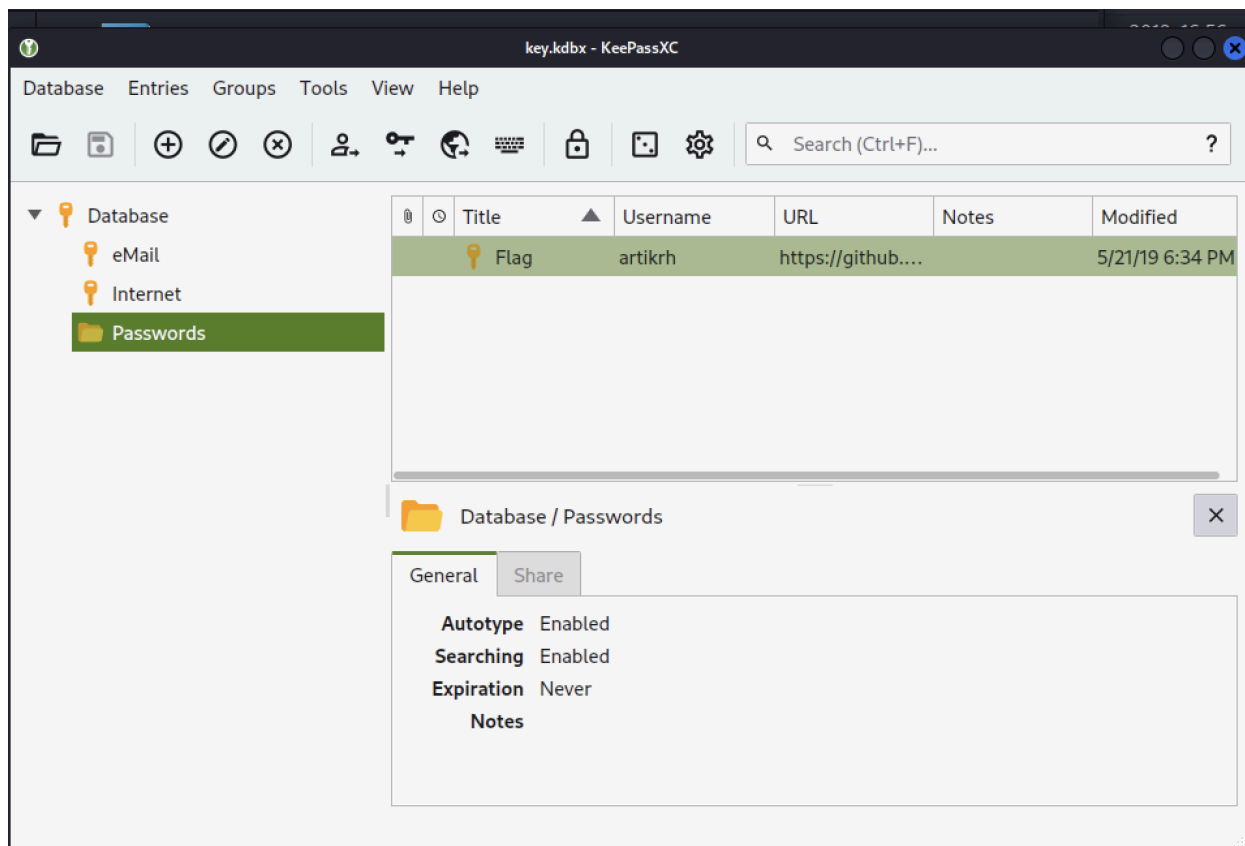 key.kdbx - KeePassXC
Database Entries Groups Tools View Help
Search (Ctrl+F)... ?
Database
eMail
Internet
Passwords
Title Username URL Notes Modified
Flag artikrh https://github.... 5/21/19 6:34 PM
Database / Passwords
General Share
Autotype Enabled
Searching Enabled
Expiration Never
Notes